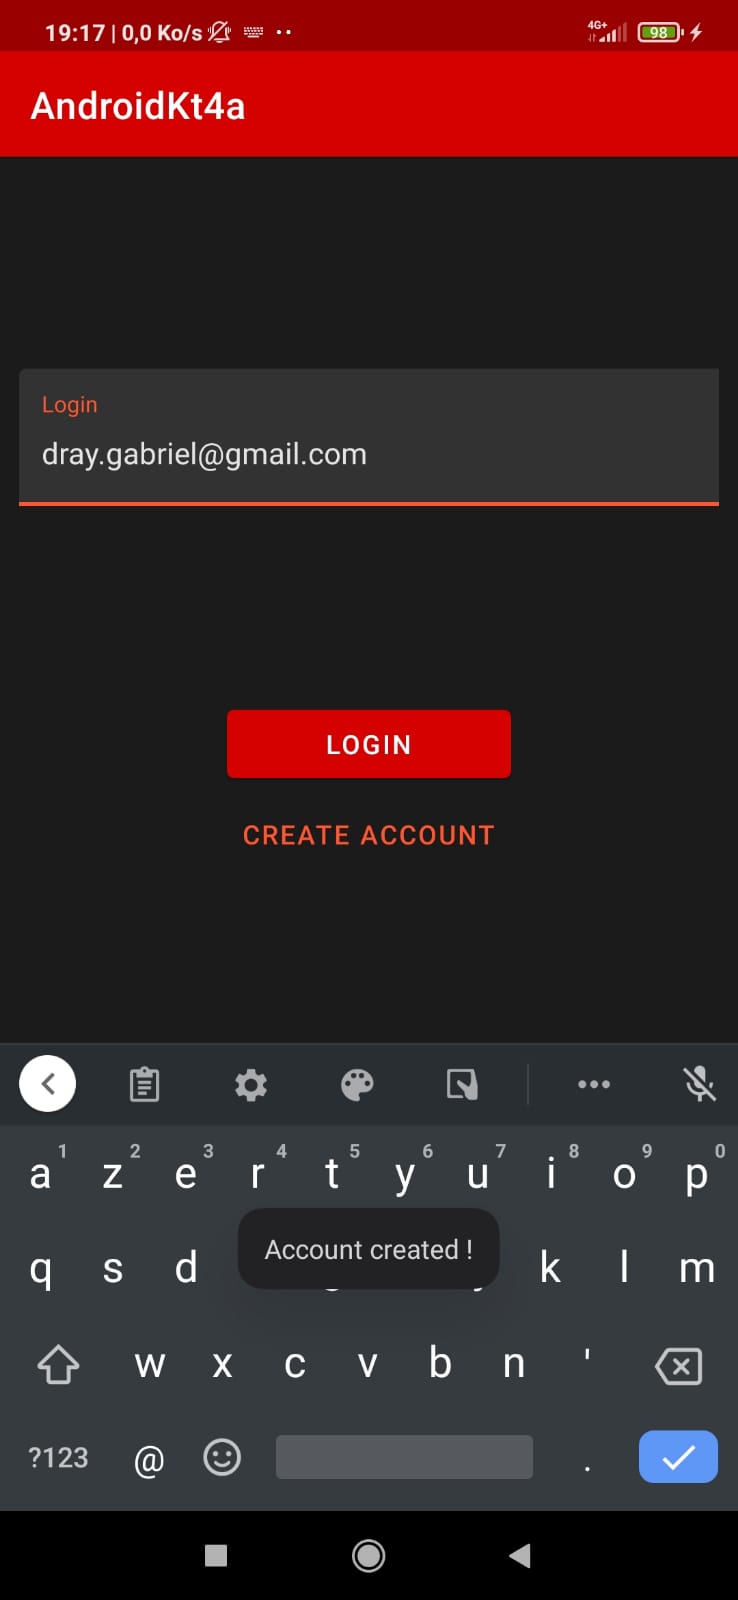 19:17 | 0,0 Ko/s
4G+
98
AndroidKt4a
Login
dray.gabriel@gmail.com
LOGIN
CREATE ACCOUNT
1 2 3 4 5 6 7 8 9 0
a z e r t y u i o p
q s d k l m
Account created !
w x c v b n '
?123 @ .